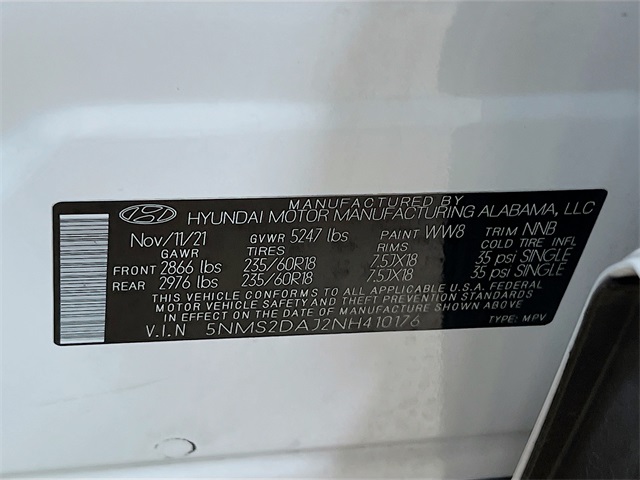 MANUFACTURED BY
HYUNDAI MOTOR MANUFACTURING ALABAMA, LLC
Nov/11/21 GVWR 5247 lbs PAINT WW8 TRIM NNB
GAWR TIRES RIMS COLD TIRE INFL
FRONT 2866 lbs 235/60R18 7.5JX18 35 psi SINGLE
REAR 2976 lbs 235/60R18 7.5JX18 35 psi SINGLE
THIS VEHICLE CONFORMS TO ALL APPLICABLE U.S.A. FEDERAL
MOTOR VEHICLE SAFETY AND THEFT PREVENTION STANDARDS
IN EFFECT ON THE DATE OF MANUFACTURE SHOWN ABOVE.
V.I.N 5NMS2DAJ2NH410176 TYPE: MPV